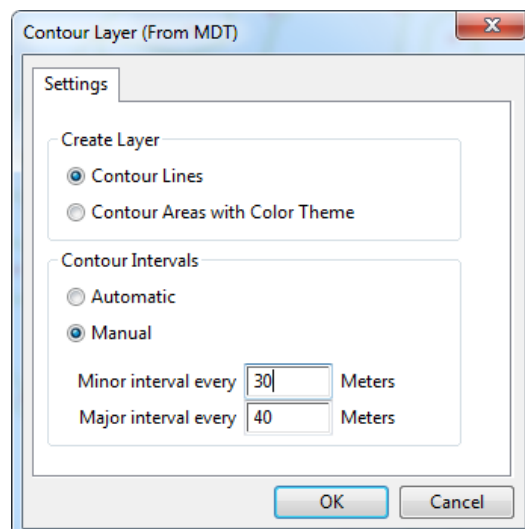 Contour Layer (From MDT)
Settings
Create Layer
Contour Lines
Contour Areas with Color Theme
Contour Intervals
Automatic
Manual
Minor interval every 30 Meters
Major interval every 40 Meters
OK Cancel